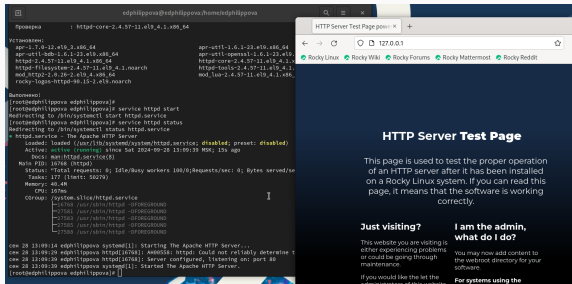 edphilippova@edphilippova:/home/edphilippova
Проверка : httpd-core-2.4.57-11.el9_4.1.x86_64
Установлен:
apr-1.7.0-12.el9_3.x86_64 apr-util-1.6.1-23.el9.x86_64
apr-util-bdb-1.6.1-23.el9.x86_64 apr-util-openssl-1.6.1-23.el9.
httpd-2.4.57-11.el9_4.1.x86_64 httpd-core-2.4.57-11.el9_4.1.x
httpd-filesystem-2.4.57-11.el9_4.1.noarch httpd-tools-2.4.57-11.el9_4.1.
mod_http2-2.0.26-2.el9_4.x86_64 mod_lua-2.4.57-11.el9_4.1.x86_
rocky-logos-httpd-90.15-2.el9.noarch
Выполнено!
[root@edphilippova edphilippova]#
[root@edphilippova edphilippova]# service httpd start
Redirecting to /bin/systemctl start httpd.service
[root@edphilippova edphilippova]# service httpd status
Redirecting to /bin/systemctl status httpd.service
● httpd.service - The Apache HTTP Server
Loaded: loaded (/usr/lib/systemd/system/httpd.service; disabled; preset: disabled)
Active: active (running) since Sat 2024-09-28 13:09:39 MSK; 15s ago
Docs: man:httpd.service(8)
Main PID: 16768 (httpd)
Status: "Total requests: 0; Idle/Busy workers 100/0;Requests/sec: 0; Bytes served/se
Tasks: 177 (limit: 50279)
Memory: 40.4M
CPU: 167ms
CGroup: /system.slice/httpd.service
/usr/sbin/httpd -DFOREGROUND
/usr/sbin/httpd -DFOREGROUND
/usr/sbin/httpd -DFOREGROUND
/usr/sbin/httpd -DFOREGROUND
/usr/sbin/httpd -DFOREGROUND
сен 28 13:09:14 edphilippova systemd[1]: Starting The Apache HTTP Server...
сен 28 13:09:39 edphilippova httpd[16768]: AH00558: httpd: Could not reliably determine t
сен 28 13:09:39 edphilippova httpd[16768]: Server configured, listening on: port 80
сен 28 13:09:39 edphilippova systemd[1]: Started The Apache HTTP Server.
[root@edphilippova edphilippova]#
HTTP Server Test Page powe
127.0.0.1
Rocky Linux Rocky Wiki Rocky Forums Rocky Mattermost Rocky Reddit
HTTP Server Test Page
This page is used to test the proper operation
of an HTTP server after it has been installed
on a Rocky Linux system. If you can read this
page, it means that the software is working
correctly.
Just visiting?
This website you are visiting is
either experiencing problems
or could be going through
maintenance.
If you would like the let the
administrators of this website
I am the admin,
what do I do?
You may now add content to
the webroot directory for your
software.
For systems using the